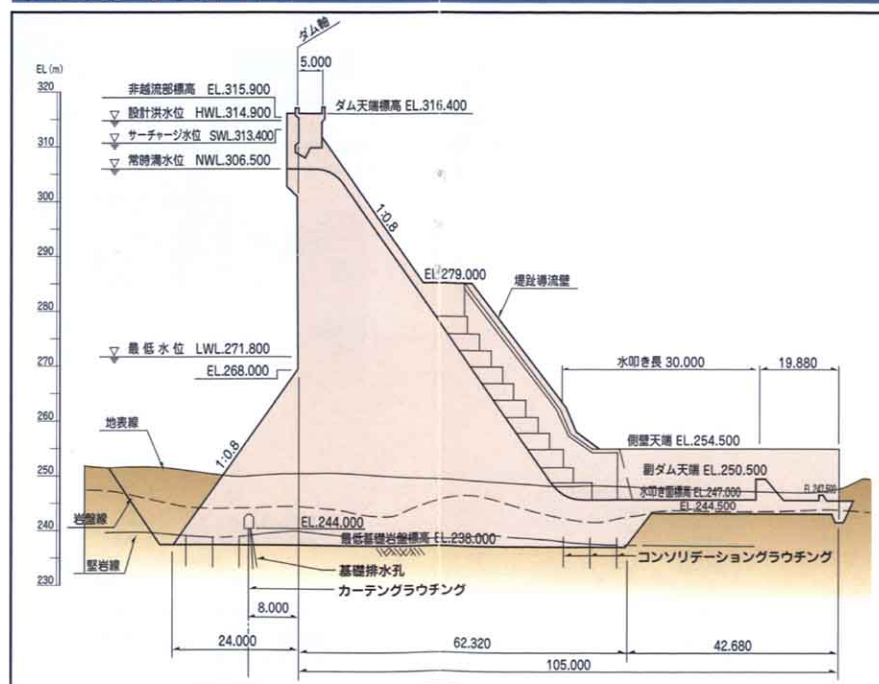 ダム軸
5.000
EL(m)
320
310
300
290
280
270
260
250
240
230
非越流部標高 EL.315.900
設計洪水位 HWL.314.900
サーチャージ水位 SWL.313.400
常時満水位 NWL.306.500
ダム天端標高 EL.316.400
1:0.8
EL.279.000
堤趾導流壁
最低水位 LWL.271.800
EL.268.000
水叩き長 30.000
19.880
地表線
1:0.8
側壁天端 EL.254.500
副ダム天端 EL.250.500
水叩き面標高 EL.247.000
EL.247.500
EL.244.500
岩盤線
EL.244.000
最低基礎岩盤標高 EL.238.000
堅岩線
コンソリデーショングラウチング
基礎排水孔
カーテングラウチング
8.000
24.000
62.320
42.680
105.000